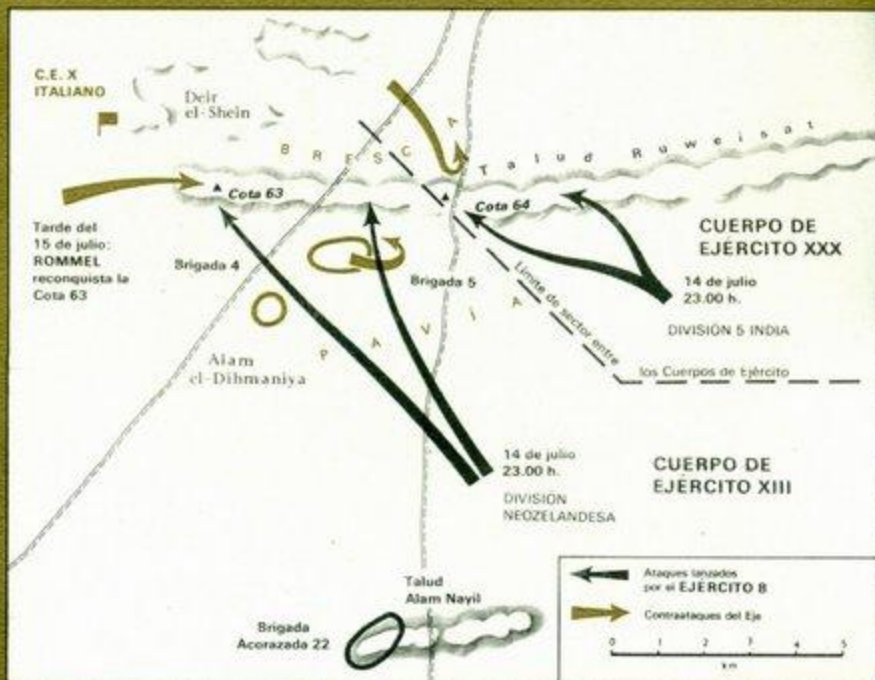 C.E. X
ITALIANO
Deir
el-Shein
BRESCIA
Talud Ruweisat
Cota 63
Cota 64
Tarde del
15 de julio:
ROMMEL
reconquista la
Cota 63
Brigada 4
Brigada 5
CUERPO DE
EJÉRCITO XXX
14 de julio
23.00 h.
DIVISIÓN 5 INDIA
Límite de sector entre
los Cuerpos de Ejército
PAVÍA
Alam
el-Dihmaniya
14 de julio
23.00 h.
DIVISIÓN
NEOZELANDESA
CUERPO DE
EJÉRCITO XIII
Talud
Alam Nayil
Brigada
Acorazada 22
Ataques lanzados
por el EJÉRCITO 8
Contraataques del Eje
0 1 2 3 4 5
km